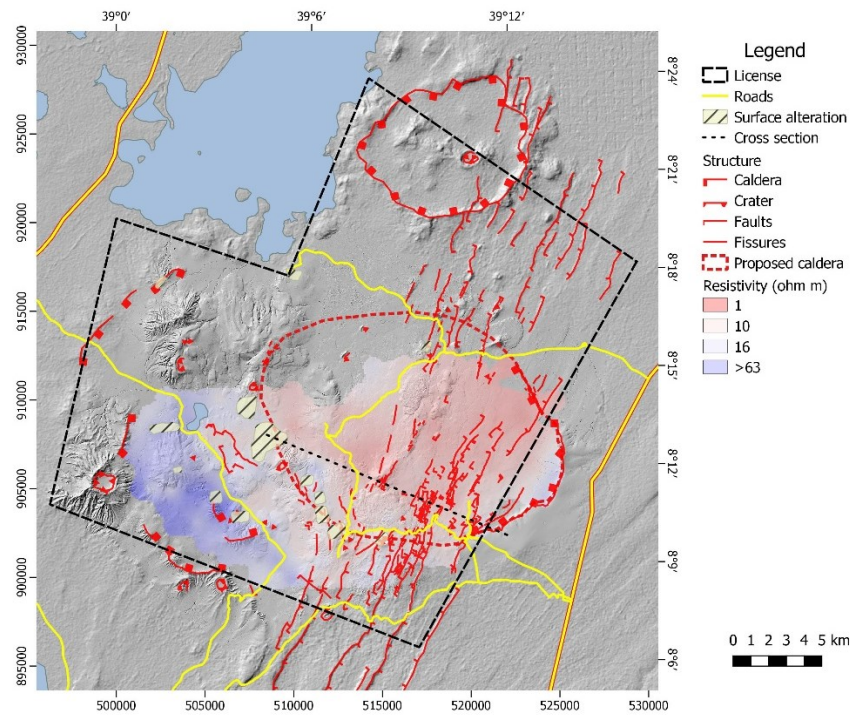 39°0' 39°6' 39°12'
930000
925000
920000
915000
910000
905000
900000
895000
8°24'
8°21'
8°18'
8°15'
8°12'
8°9'
8°6'
500000 505000 510000 515000 520000 525000 530000
Legend
License
Roads
Surface alteration
Cross section
Structure
Caldera
Crater
Faults
Fissures
Proposed caldera
Resistivity (ohm m)
1
10
16
>63
0 1 2 3 4 5 km